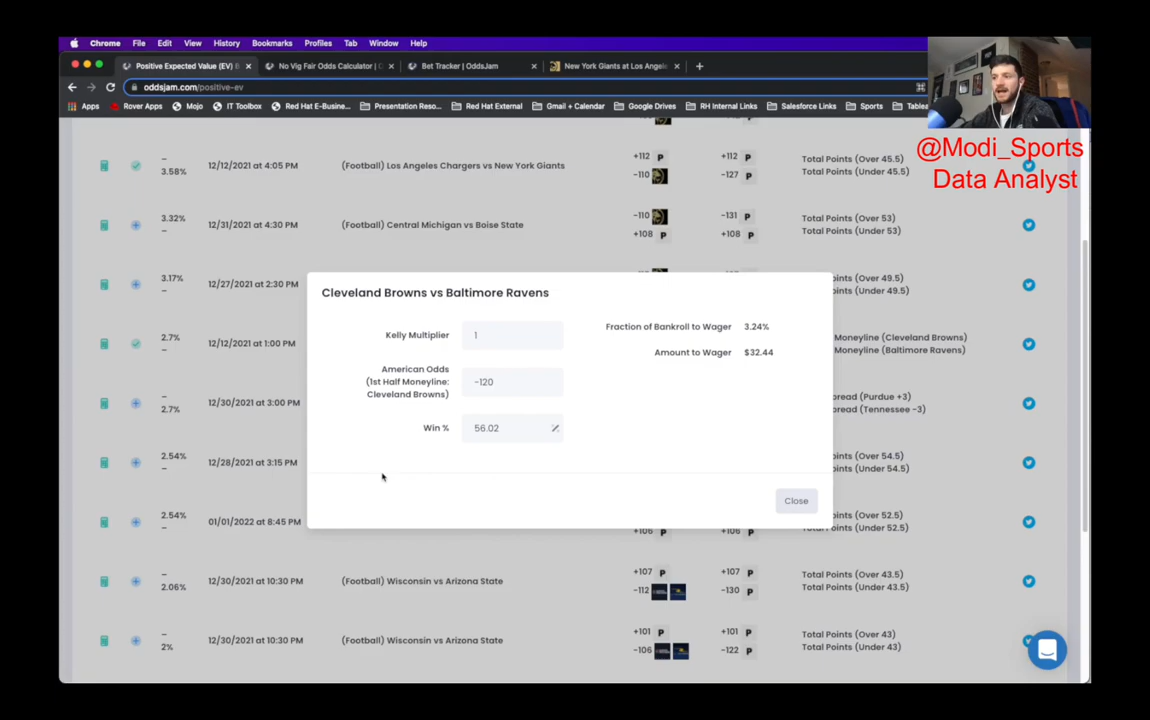 Chrome File Edit View History Bookmarks Profiles Tab Window Help
Positive Expected Value (EV) B × No Vig Fair Odds Calculator | O × Bet Tracker | OddsJam × New York Giants at Los Angel × +
oddsjam.com/positive-ev
Apps Rover Apps Mojo IT Toolbox Red Hat E-Busine... Presentation Reso... Red Hat External Gmail + Calendar Google Drives RH Internal Links Salesforce Links Sports Tablea
@Modi_Sports
Data Analyst
– 3.58% 12/12/2021 at 4:05 PM (Football) Los Angeles Chargers vs New York Giants +112 P -110 +112 P -127 P Total Points (Over 45.5) Total Points (Under 45.5)
3.32% – 12/31/2021 at 4:30 PM (Football) Central Michigan vs Boise State -110 +108 P -131 P +108 P Total Points (Over 53) Total Points (Under 53)
3.17% – 12/27/2021 at 2:30 PM oints (Over 49.5) oints (Under 49.5)
2.7% 12/12/2021 at 1:00 PM Moneyline (Cleveland Browns) Moneyline (Baltimore Ravens)
– 2.7% 12/30/2021 at 3:00 PM pread (Purdue +3) pread (Tennessee -3)
2.54% – 12/28/2021 at 3:15 PM oints (Over 54.5) oints (Under 54.5)
2.54% – 01/01/2022 at 8:45 PM +106 P +106 P oints (Over 52.5) Total Points (Under 52.5)
– 2.06% 12/30/2021 at 10:30 PM (Football) Wisconsin vs Arizona State +107 P -112 +107 P -130 P Total Points (Over 43.5) Total Points (Under 43.5)
– 2% 12/30/2021 at 10:30 PM (Football) Wisconsin vs Arizona State +101 P -106 +101 P -122 P Total Points (Over 43) Total Points (Under 43)
Cleveland Browns vs Baltimore Ravens
Kelly Multiplier 1
American Odds
(1st Half Moneyline:
Cleveland Browns) -120
Win % 56.02
Fraction of Bankroll to Wager 3.24%
Amount to Wager $32.44
Close